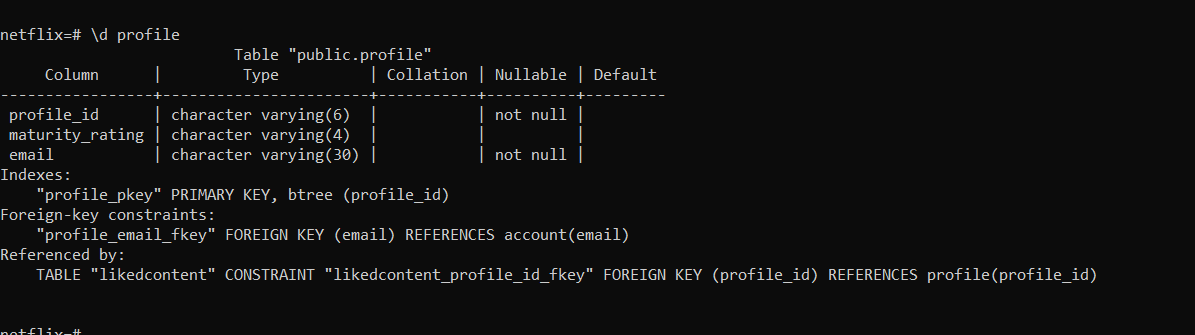 netflix=# \d profile
                         Table "public.profile"
     Column      |         Type          | Collation | Nullable | Default
-----------------+-----------------------+-----------+----------+---------
 profile_id      | character varying(6)  |           | not null |
 maturity_rating | character varying(4)  |           |          |
 email           | character varying(30) |           | not null |
Indexes:
    "profile_pkey" PRIMARY KEY, btree (profile_id)
Foreign-key constraints:
    "profile_email_fkey" FOREIGN KEY (email) REFERENCES account(email)
Referenced by:
    TABLE "likedcontent" CONSTRAINT "likedcontent_profile_id_fkey" FOREIGN KEY (profile_id) REFERENCES profile(profile_id)
netflix=#